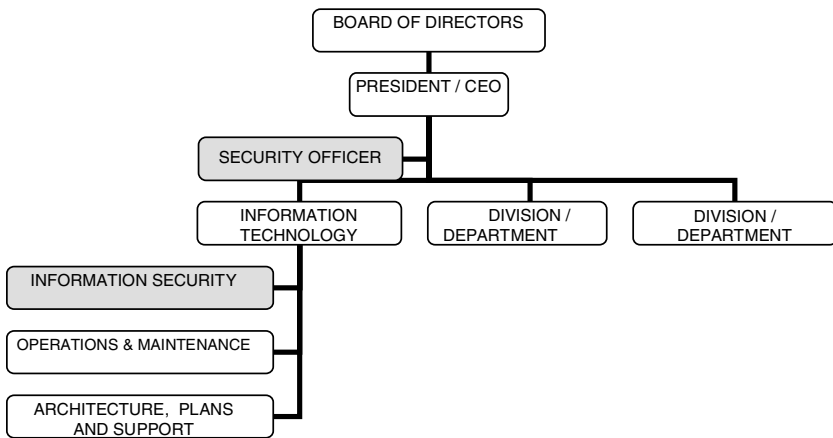 BOARD OF DIRECTORS
PRESIDENT / CEO
SECURITY OFFICER
INFORMATION
TECHNOLOGY
DIVISION /
DEPARTMENT
DIVISION /
DEPARTMENT
INFORMATION SECURITY
OPERATIONS & MAINTENANCE
ARCHITECTURE, PLANS
AND SUPPORT